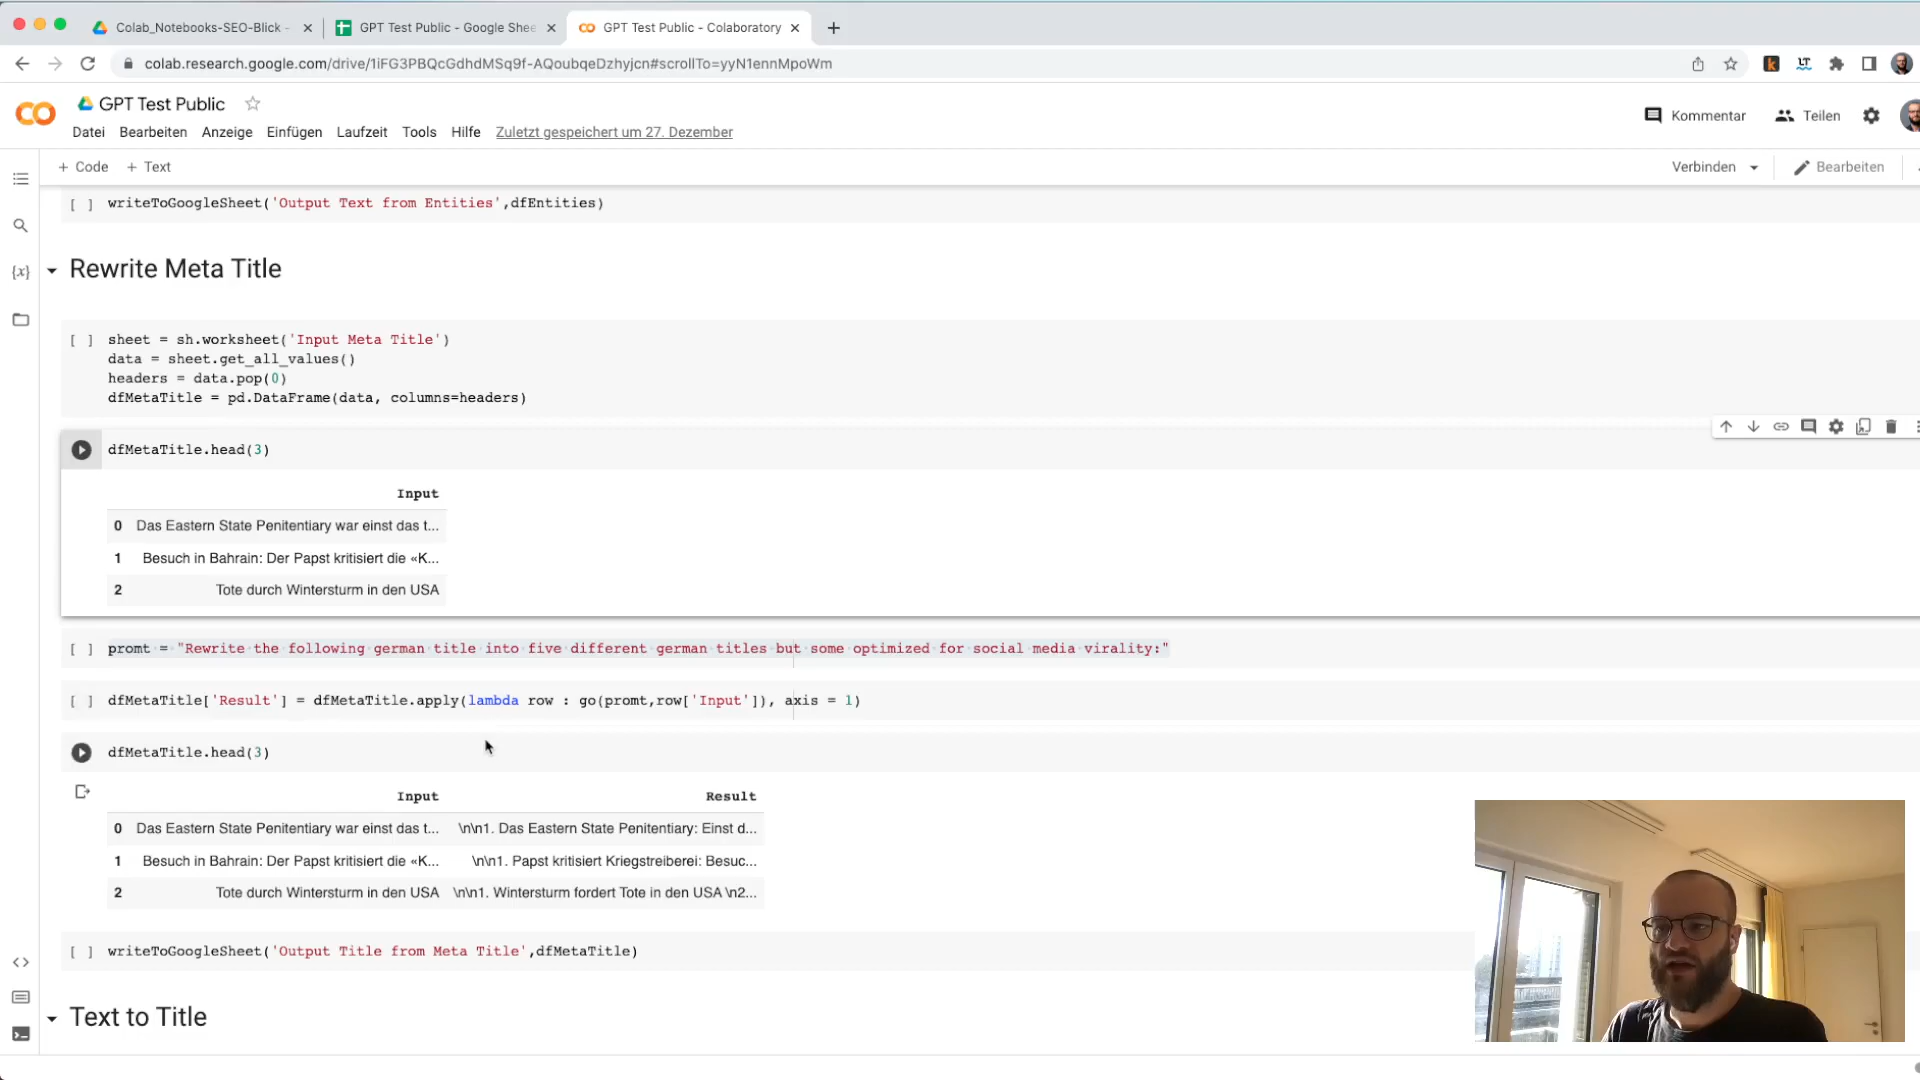 Colab_Notebooks-SEO-Blick -
GPT Test Public - Google Shee
GPT Test Public - Colaboratory
colab.research.google.com/drive/1iFG3PBQcGdhdMSq9f-AQoubqeDzhyjcn#scrollTo=yyN1ennMpoWm
GPT Test Public
Datei Bearbeiten Anzeige Einfügen Laufzeit Tools Hilfe Zuletzt gespeichert um 27. Dezember
Kommentar Teilen
+ Code + Text
Verbinden Bearbeiten
[ ] writeToGoogleSheet('Output Text from Entities',dfEntities)
Rewrite Meta Title
[ ] sheet = sh.worksheet('Input Meta Title')
data = sheet.get_all_values()
headers = data.pop(0)
dfMetaTitle = pd.DataFrame(data, columns=headers)
dfMetaTitle.head(3)
Input
0 Das Eastern State Penitentiary war einst das t...
1 Besuch in Bahrain: Der Papst kritisiert die «K...
2 Tote durch Wintersturm in den USA
[ ] promt = "Rewrite the following german title into five different german titles but some optimized for social media virality:"
[ ] dfMetaTitle['Result'] = dfMetaTitle.apply(lambda row : go(promt,row['Input']), axis = 1)
dfMetaTitle.head(3)
Input Result
0 Das Eastern State Penitentiary war einst das t... \n\n1. Das Eastern State Penitentiary: Einst d...
1 Besuch in Bahrain: Der Papst kritisiert die «K... \n\n1. Papst kritisiert Kriegstreiberei: Besuc...
2 Tote durch Wintersturm in den USA \n\n1. Wintersturm fordert Tote in den USA \n2...
[ ] writeToGoogleSheet('Output Title from Meta Title',dfMetaTitle)
Text to Title